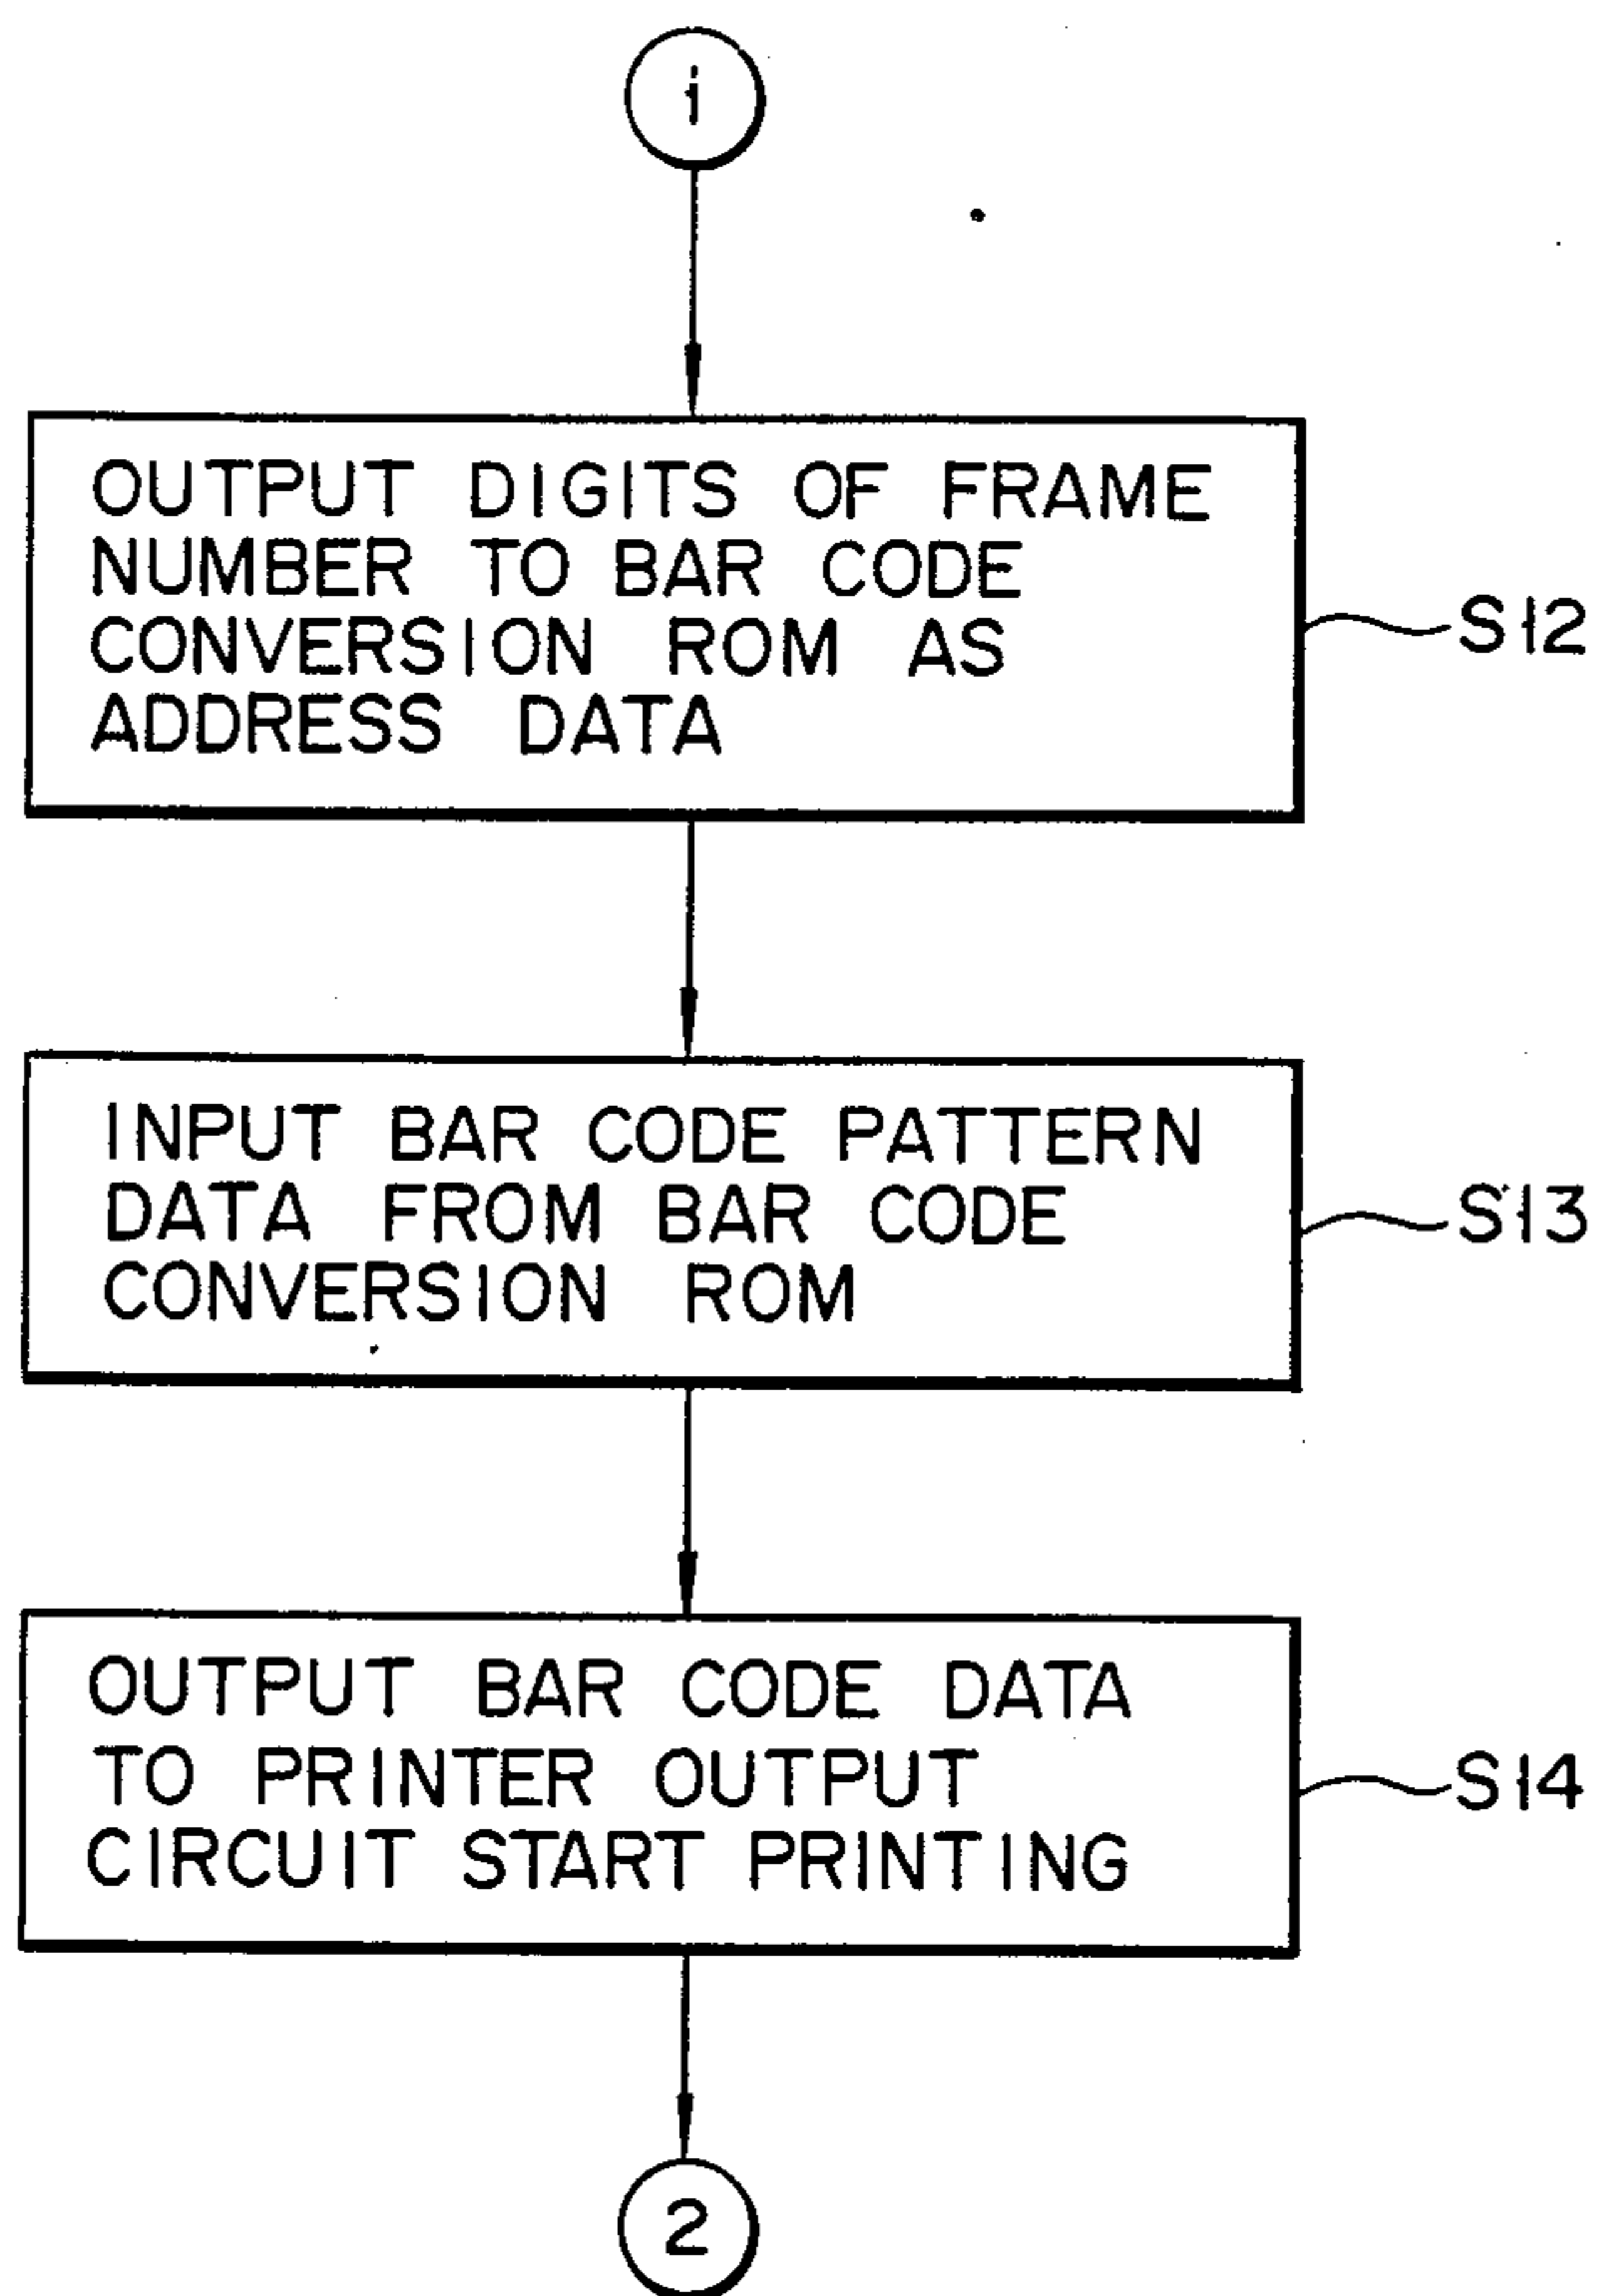 1
OUTPUT DIGITS OF FRAME
NUMBER TO BAR CODE
CONVERSION ROM AS
ADDRESS DATA
S12
INPUT BAR CODE PATTERN
DATA FROM BAR CODE
CONVERSION ROM
S13
OUTPUT BAR CODE DATA
TO PRINTER OUTPUT
CIRCUIT START PRINTING
S14
2